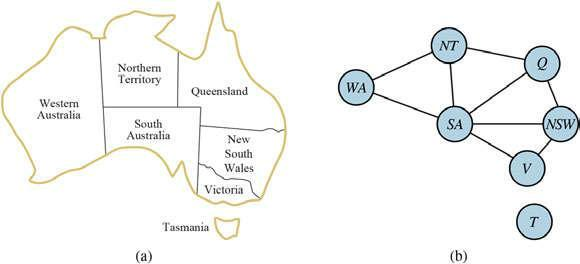 Northern
Territory
Western
Australia
Queensland
South
Australia
New
South
Wales
Victoria
Tasmania
(a)
NT
Q
WA
SA
NSW
V
T
(b)